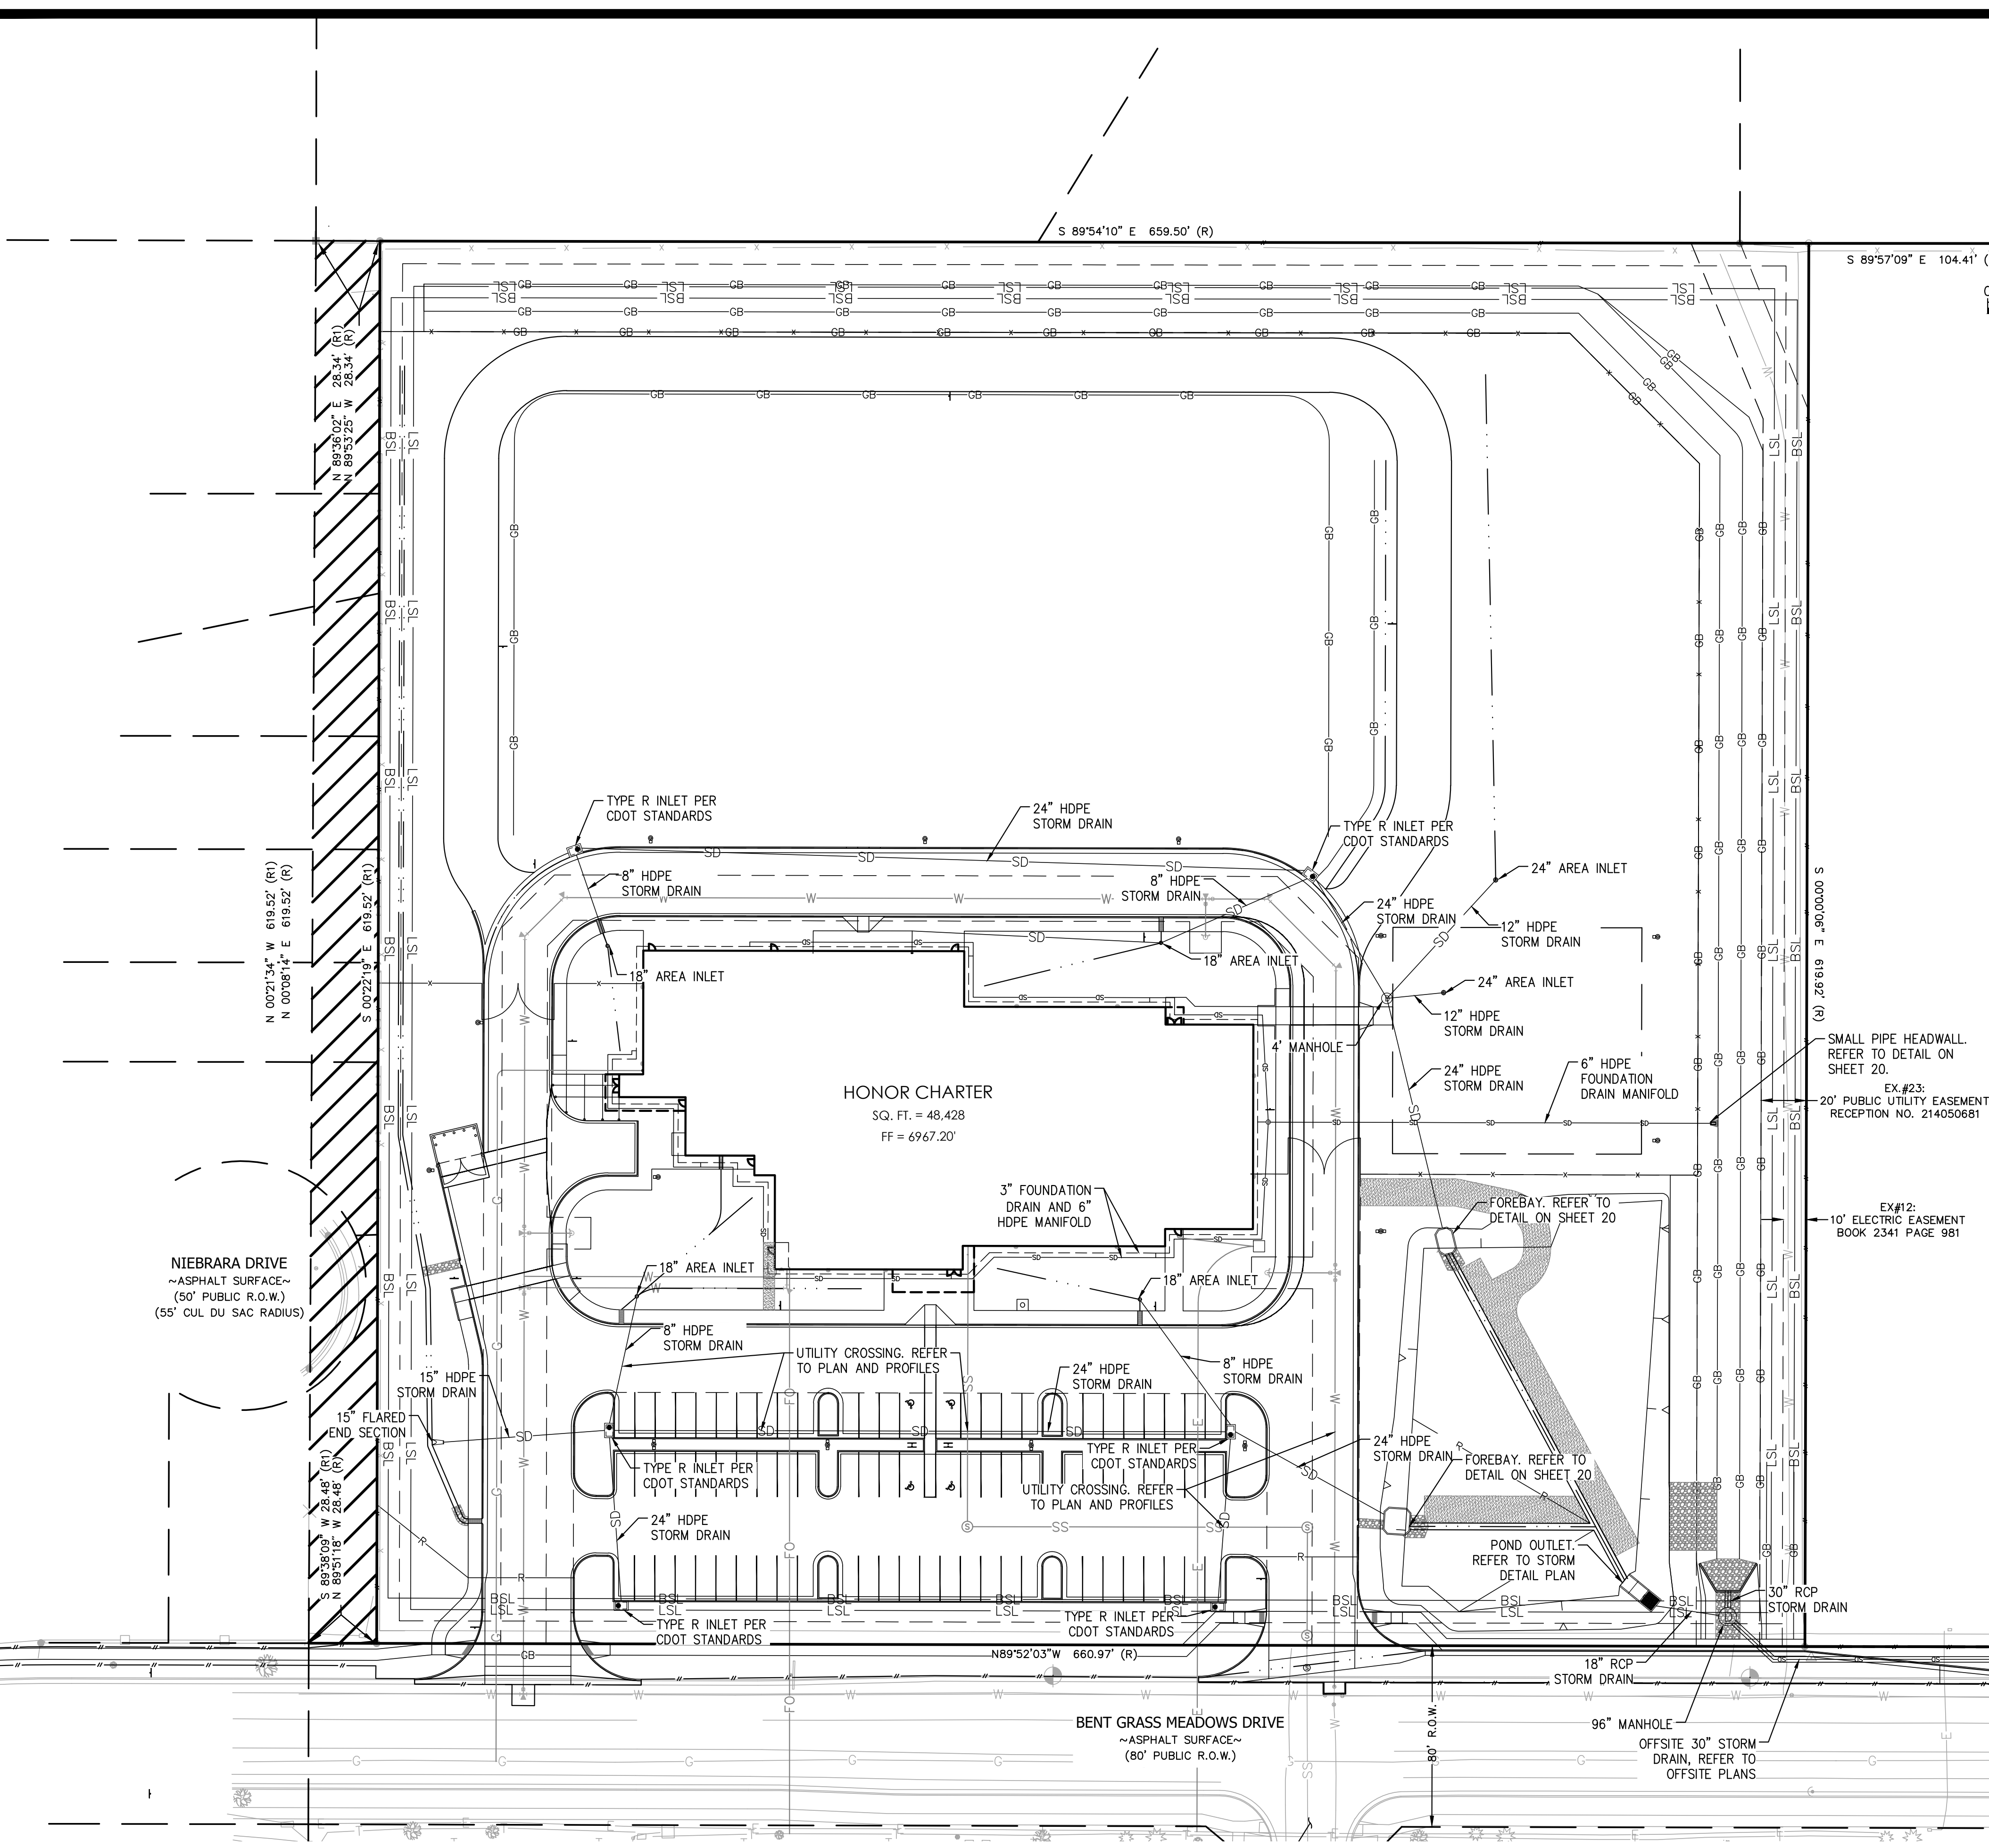 S 89°54'10" E 659.50' (R)
S 89°57'09" E 104.41' (
N 89°36'02" E 28.34' (R1)
N 89°53'25" W 28.34' (R)
TYPE R INLET PER
CDOT STANDARDS
24" HDPE
STORM DRAIN
TYPE R INLET PER
CDOT STANDARDS
8" HDPE
STORM DRAIN
8" HDPE
STORM DRAIN
24" AREA INLET
24" HDPE
STORM DRAIN
12" HDPE
STORM DRAIN
18" AREA INLET
18" AREA INLET
24" AREA INLET
12" HDPE
STORM DRAIN
4' MANHOLE
N 00°21'34" W 619.52' (R1)
N 00°08'14" E 619.52' (R)
S 00°22'19" E 619.52' (R1)
S 00°00'06" E 619.92' (R)
24" HDPE
STORM DRAIN
6" HDPE
FOUNDATION
DRAIN MANIFOLD
SMALL PIPE HEADWALL.
REFER TO DETAIL ON
SHEET 20.
EX.#23:
20' PUBLIC UTILITY EASEMENT
RECEPTION NO. 214050681
HONOR CHARTER
SQ. FT. = 48,428
FF = 6967.20'
3" FOUNDATION
DRAIN AND 6"
HDPE MANIFOLD
FOREBAY. REFER TO
DETAIL ON SHEET 20
EX#12:
10' ELECTRIC EASEMENT
BOOK 2341 PAGE 981
NIEBRARA DRIVE
~ASPHALT SURFACE~
(50' PUBLIC R.O.W.)
(55' CUL DU SAC RADIUS)
18" AREA INLET
18" AREA INLET
8" HDPE
STORM DRAIN
UTILITY CROSSING. REFER
TO PLAN AND PROFILES
24" HDPE
STORM DRAIN
8" HDPE
STORM DRAIN
15" HDPE
STORM DRAIN
15" FLARED
END SECTION
TYPE R INLET PER
CDOT STANDARDS
TYPE R INLET PER
CDOT STANDARDS
24" HDPE
STORM DRAIN
FOREBAY. REFER TO
DETAIL ON SHEET 20
UTILITY CROSSING. REFER
TO PLAN AND PROFILES
24" HDPE
STORM DRAIN
POND OUTLET.
REFER TO STORM
DETAIL PLAN
S 89°38'09" W 28.48' (R1)
N 89°51'18" W 28.48' (R)
TYPE R INLET PER
CDOT STANDARDS
TYPE R INLET PER
CDOT STANDARDS
30" RCP
STORM DRAIN
N89°52'03"W 660.97' (R)
18" RCP
STORM DRAIN
BENT GRASS MEADOWS DRIVE
~ASPHALT SURFACE~
(80' PUBLIC R.O.W.)
80' R.O.W.
96" MANHOLE
OFFSITE 30" STORM
DRAIN, REFER TO
OFFSITE PLANS